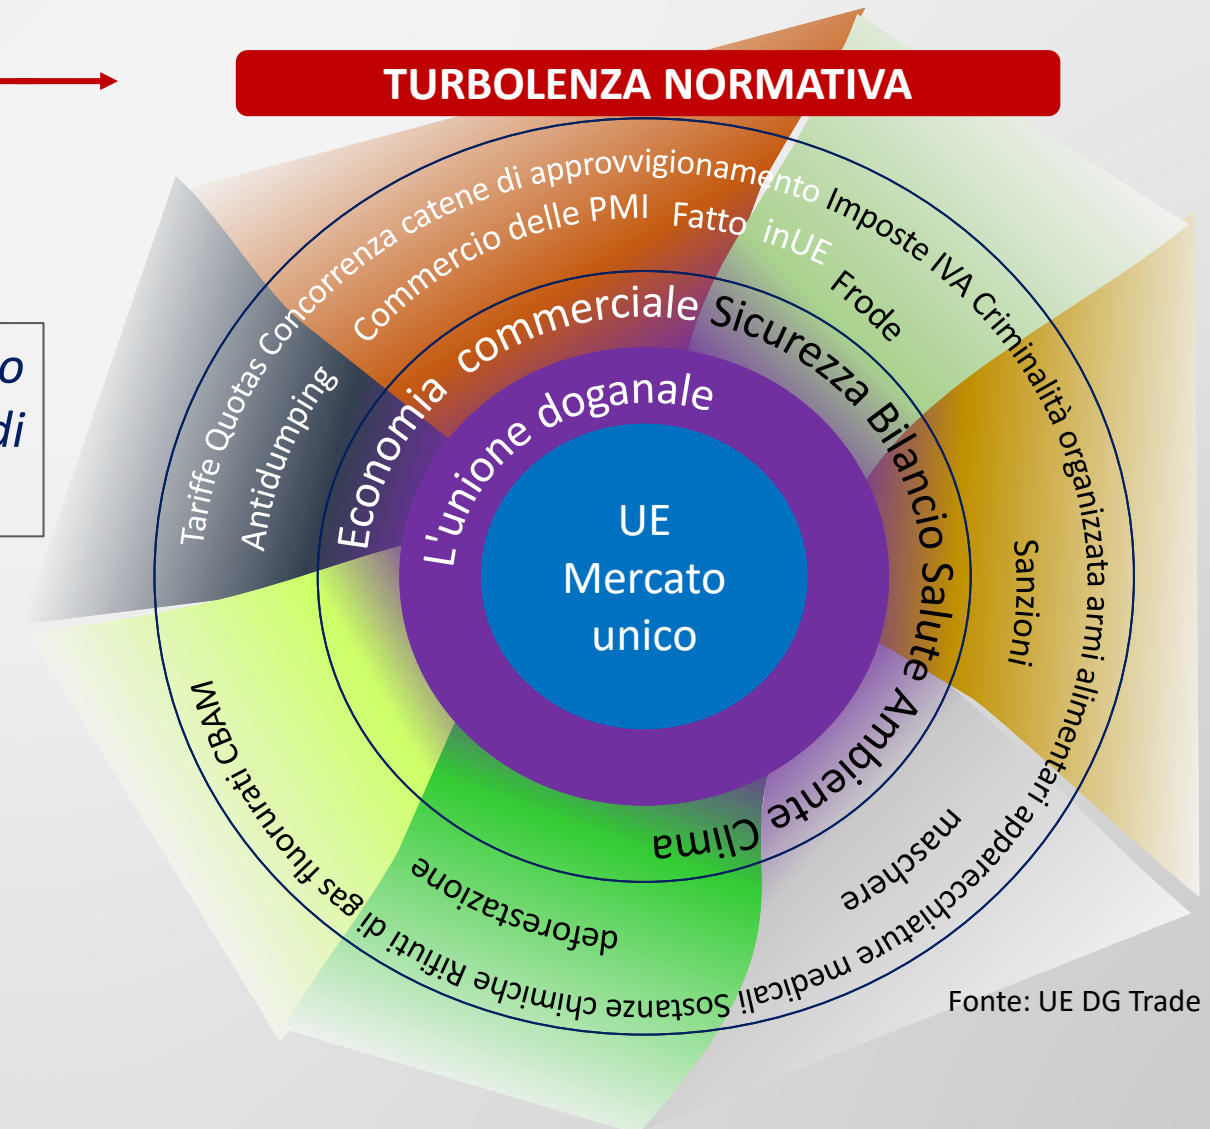 TURBOLENZA NORMATIVA
o
di
Tariffe Quotas Concorrenza catene di approvvigionamento Imposte IVA Criminalità organizzata armi alimentari apparecchiature medicali Sostanze chimiche Rifiuti di gas fluorurati CBAM
Antidumping
Commercio delle PMI
Fatto inUE
Frode
Sanzioni
maschere
deforestazione
Economia commerciale Sicurezza Bilancio Salute Ambiente Clima
L'unione doganale
UE
Mercato
unico
Fonte: UE DG Trade